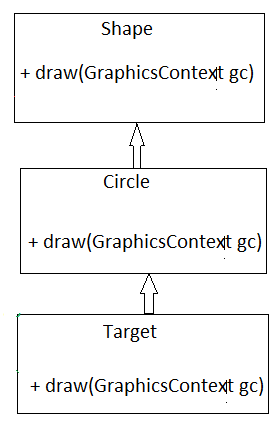 Shape
+ draw(GraphicsContext gc)
Circle
+ draw(GraphicsContext gc)
Target
+ draw(GraphicsContext gc)